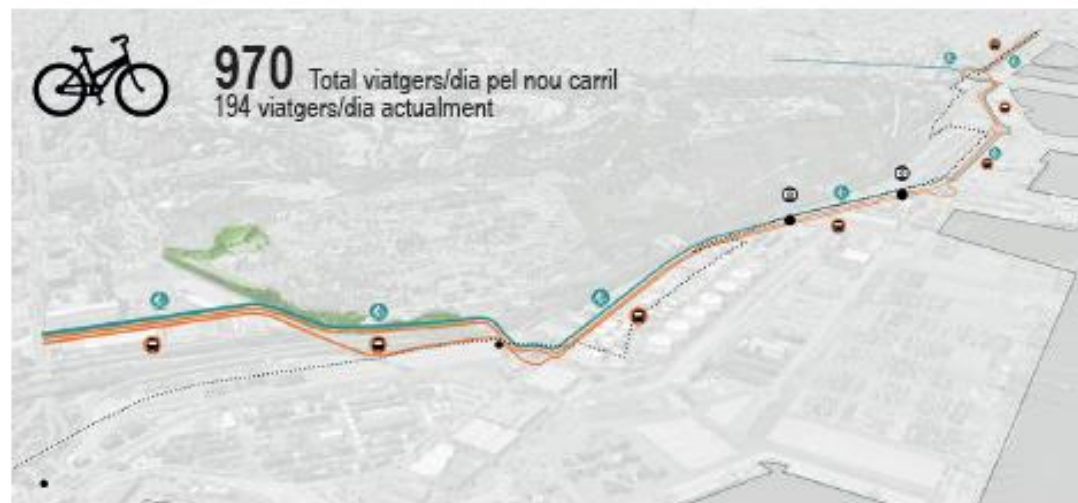 970 Total viatgers/dia pel nou carril
194 viatgers/dia actualment